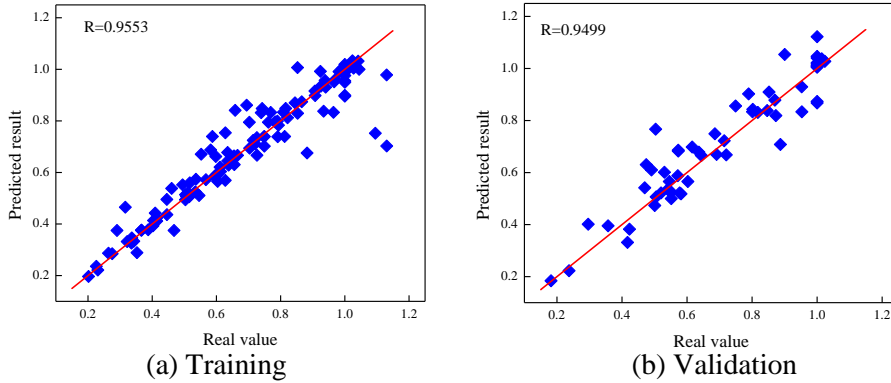 R=0.9553
Predicted result
1.2
1.0
0.8
0.6
0.4
0.2
0.2 0.4 0.6 0.8 1.0 1.2
Real value
(a) Training
R=0.9499
Predicted result
1.2
1.0
0.8
0.6
0.4
0.2
0.2 0.4 0.6 0.8 1.0 1.2
Real value
(b) Validation